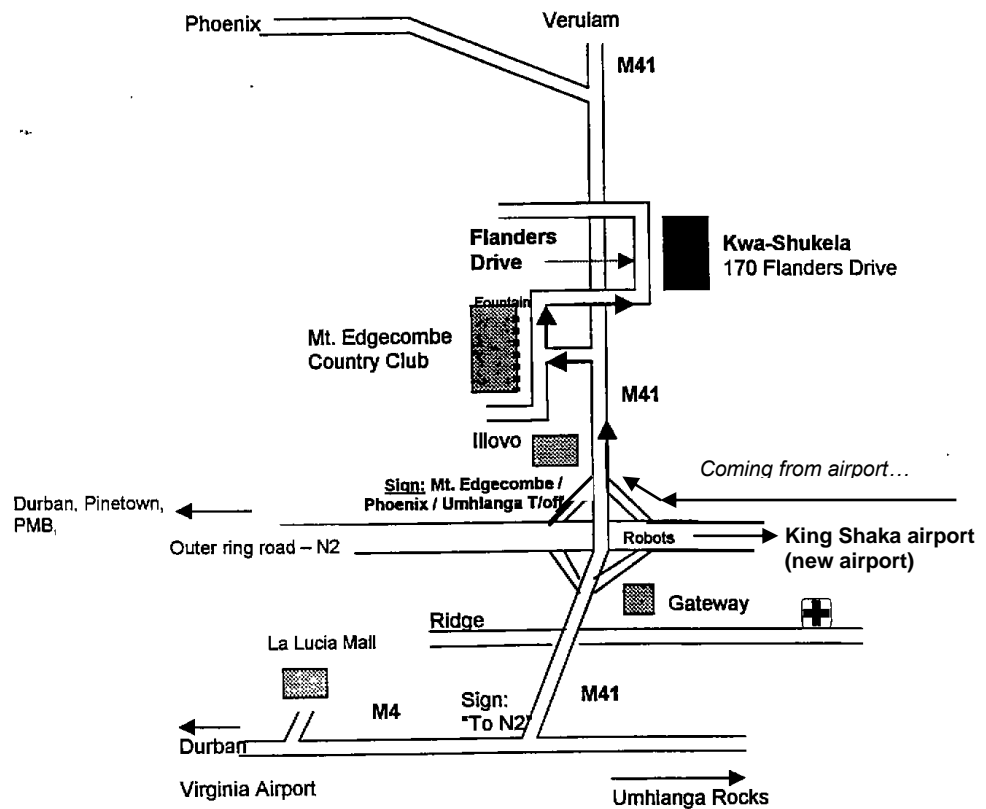 Phoenix
Verulam
M41
Flanders
Drive
Kwa-Shukela
170 Flanders Drive
Fountain
Mt. Edgecombe
Country Club
M41
Illovo
Coming from airport…
Sign: Mt. Edgecombe /
Phoenix / Umhlanga T/off
Durban, Pinetown,
PMB,
Outer ring road – N2
Robots
King Shaka airport
(new airport)
Gateway
Ridge
La Lucia Mall
M4
Sign:
"To N2"
M41
Durban
Virginia Airport
Umhlanga Rocks